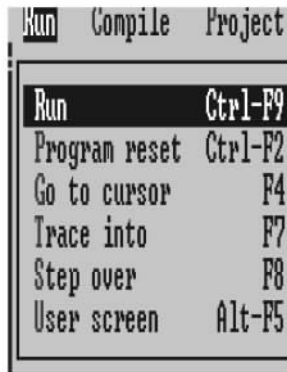 Run Compile Project
Run Ctrl-F9
Program reset Ctrl-F2
Go to cursor F4
Trace into F7
Step over F8
User screen Alt-F5